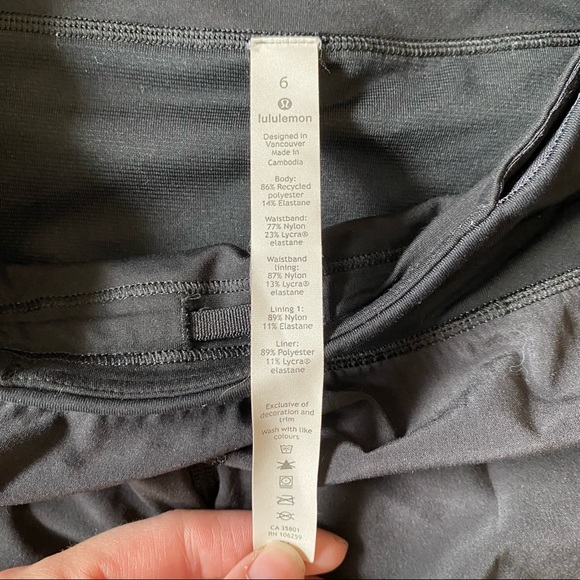 6
lululemon
Designed in
Vancouver
Made in
Cambodia
Body:
86% Recycled
polyester
14% Elastane
Waistband:
77% Nylon
23% Lycra®
elastane
Waistband
lining:
87% Nylon
13% Lycra®
elastane
Lining 1:
89% Nylon
11% Elastane
Liner:
89% Polyester
11% Lycra®
elastane
Exclusive of
decoration and
trim
Wash with like
colours
CA 35801
RN 106259